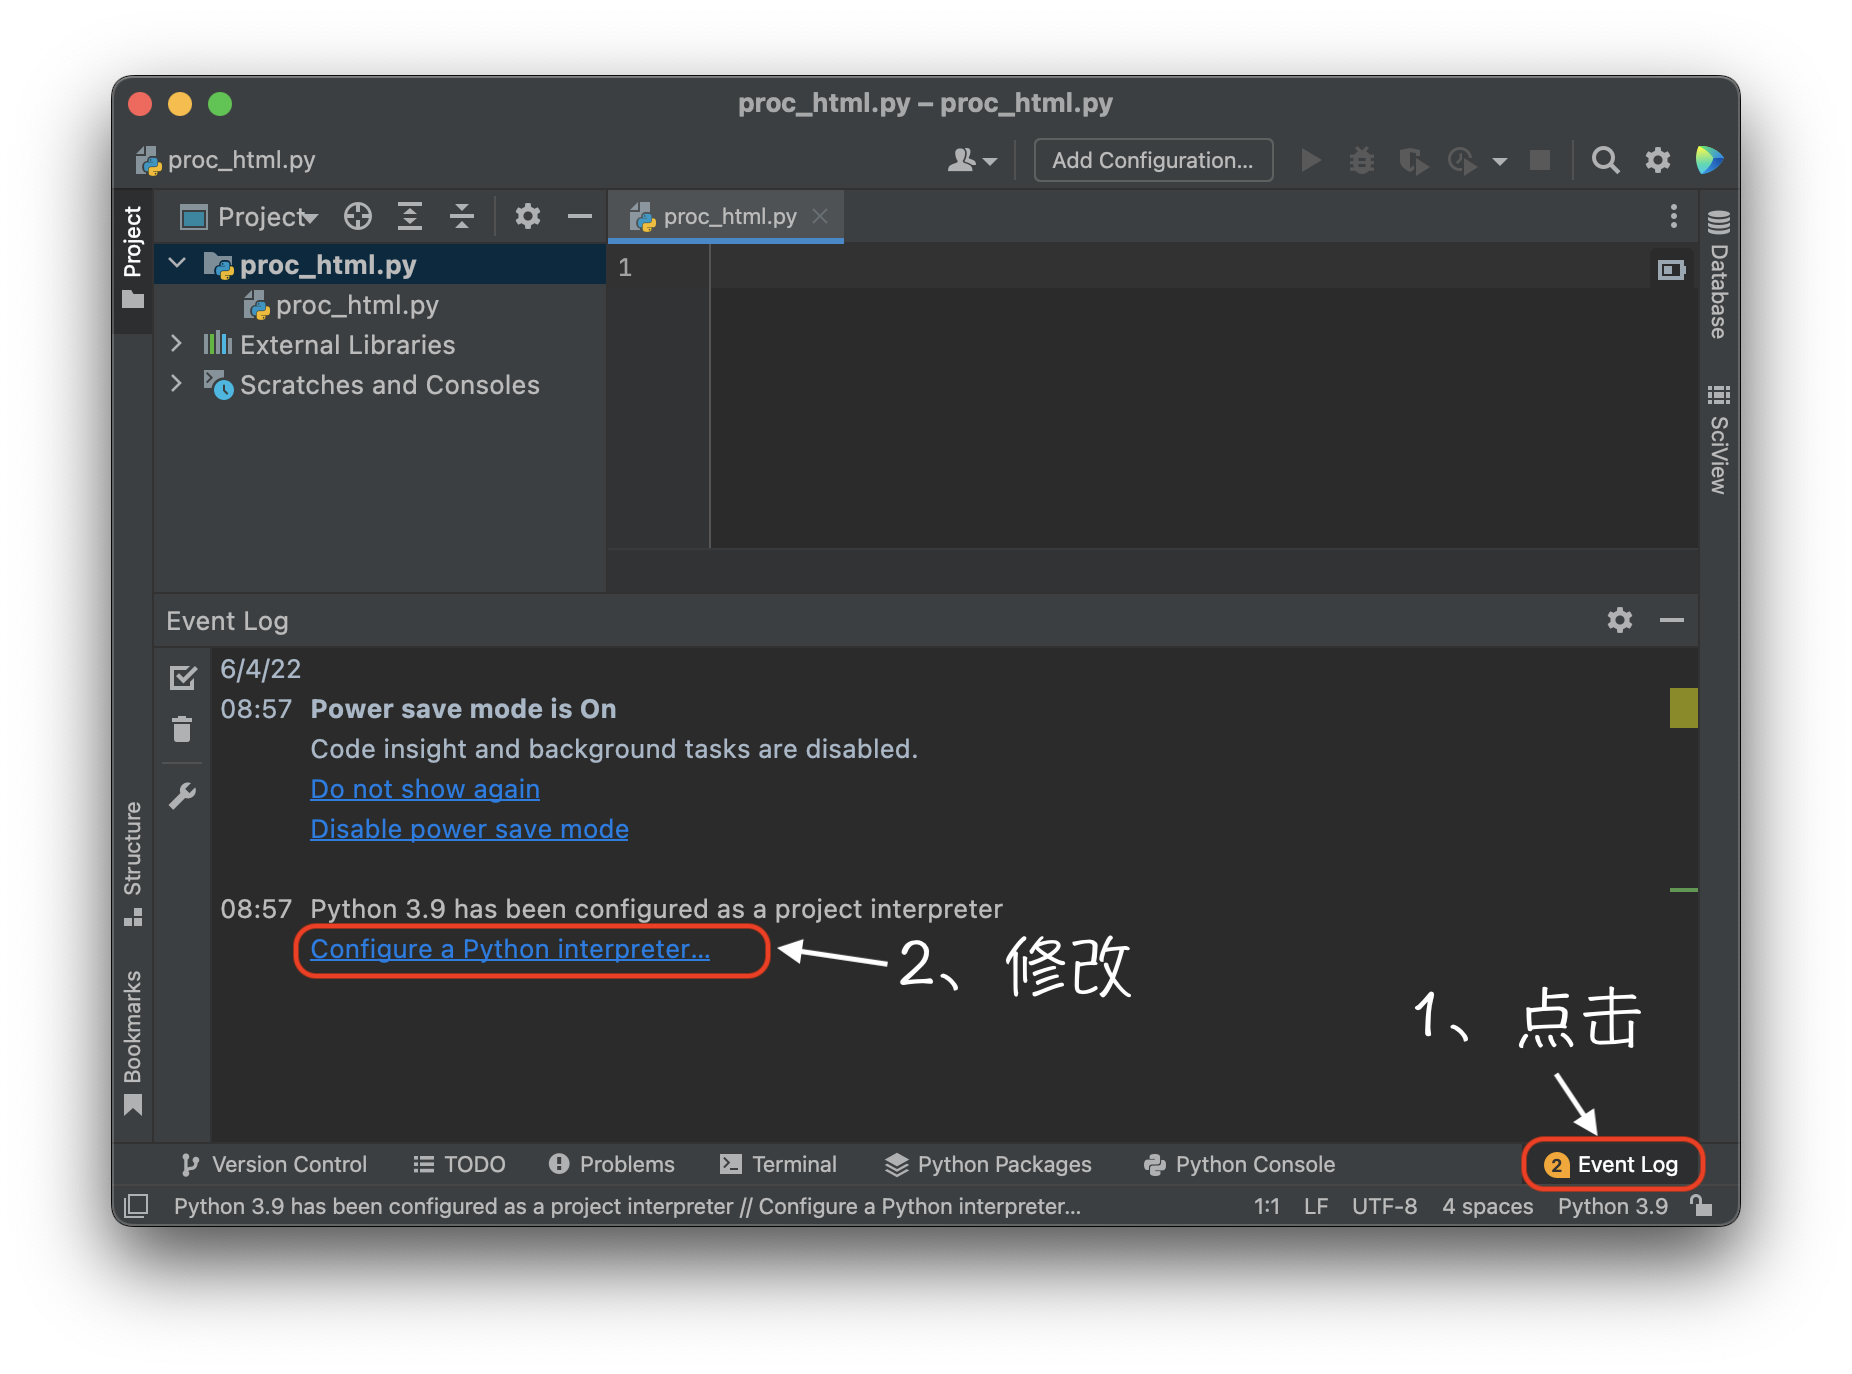 proc_html.py – proc_html.py
proc_html.py
Add Configuration...
Project
Project
proc_html.py
proc_html.py
proc_html.py
External Libraries
Scratches and Consoles
1
Database
SciView
Event Log
6/4/22
08:57 Power save mode is On
Code insight and background tasks are disabled.
Do not show again
Disable power save mode
08:57 Python 3.9 has been configured as a project interpreter
Configure a Python interpreter...
2、修改
1、点击
Structure
Bookmarks
Version Control
TODO
Problems
Terminal
Python Packages
Python Console
2 Event Log
Python 3.9 has been configured as a project interpreter // Configure a Python interpreter...
1:1
LF
UTF-8
4 spaces
Python 3.9